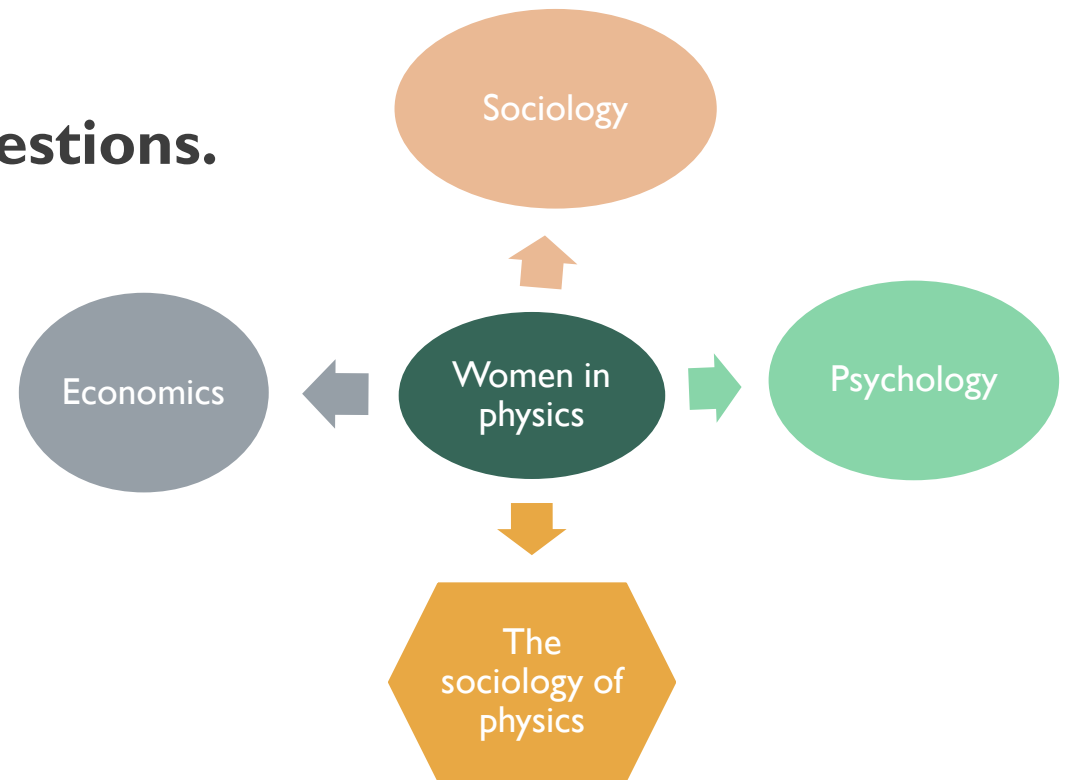 estions.
Sociology
Economics
Women in
physics
Psychology
The
sociology of
physics